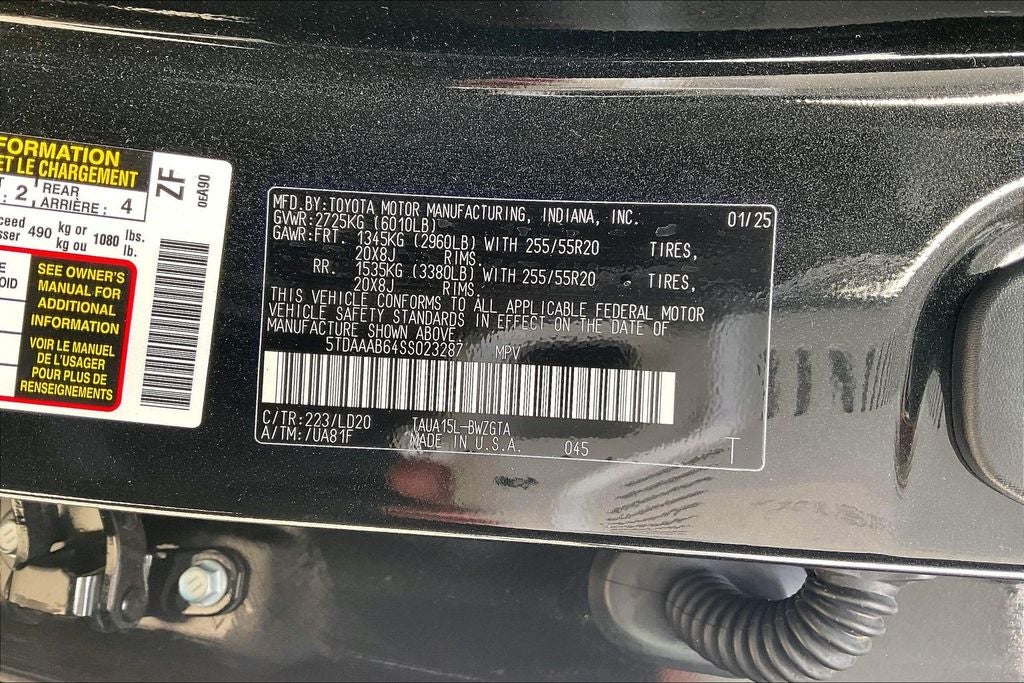 FORMATION
ET LE CHARGEMENT
2 REAR
ARRIÈRE: 4
kg or lbs.
490 1080
kg ou lb.
SEE OWNER'S
MANUAL FOR
ADDITIONAL
INFORMATION
VOIR LE MANUEL
DE L'USAGER
POUR PLUS DE
RENSEIGNEMENTS
ZF
0EA90
MFD.BY:TOYOTA MOTOR MANUFACTURING, INDIANA, INC. 01/25
GVWR:2725KG (6010LB)
GAWR:FRT. 1345KG (2960LB) WITH 255/55R20 TIRES,
20X8J RIMS.
RR. 1535KG (3380LB) WITH 255/55R20 TIRES,
20X8J RIMS.
THIS VEHICLE CONFORMS TO ALL APPLICABLE FEDERAL MOTOR
VEHICLE SAFETY STANDARDS IN EFFECT ON THE DATE OF
MANUFACTURE SHOWN ABOVE.
5TDAAAB64SS023287 MPV
C/TR:223/LD20 TAUA15L-BWZGTA
A/TM:/UA81F MADE IN U.S.A. 045 T